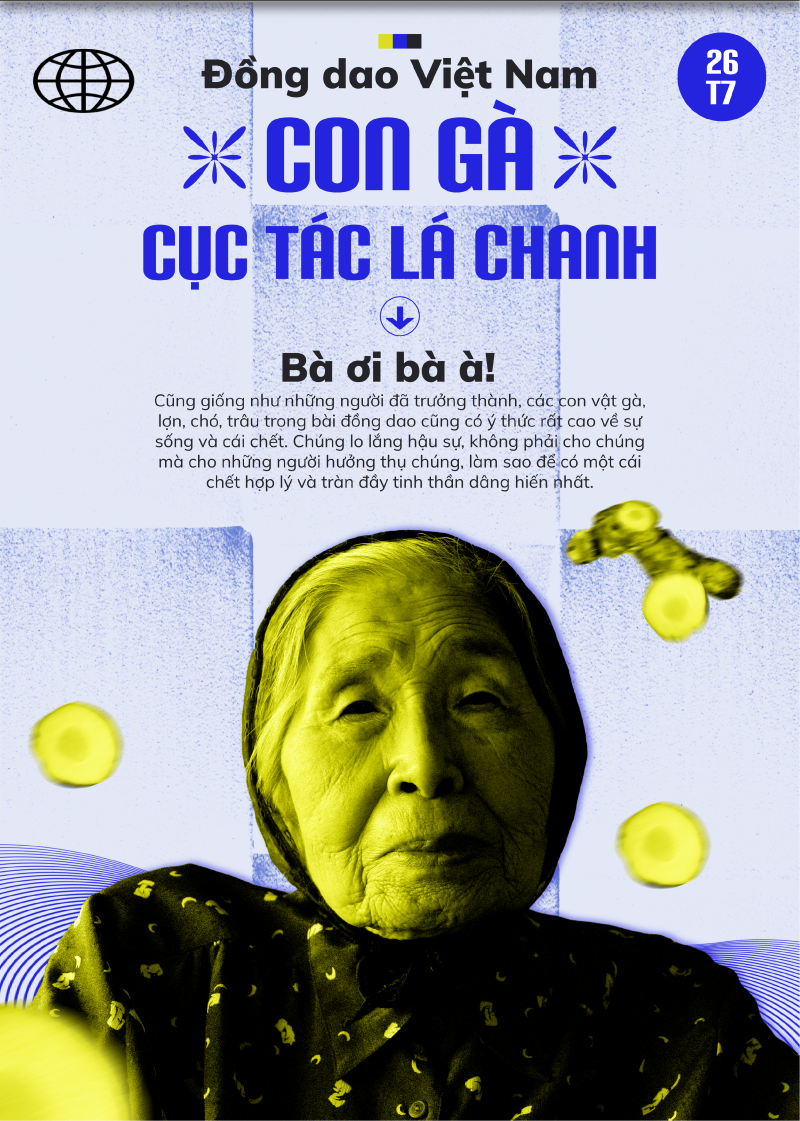 Đồng dao Việt Nam
26
T7
CON GÀ
CỤC TÁC LÁ CHANH
Bà ơi bà à!
Cũng giống như những người đã trưởng thành, các con vật gà,
lợn, chó, trâu trong bài đồng dao cũng có ý thức rất cao về sự
sống và cái chết. Chúng lo lắng hậu sự, không phải cho chúng
mà cho những người hưởng thụ chúng, làm sao để có một cái
chết hợp lý và tràn đầy tinh thần dâng hiến nhất.